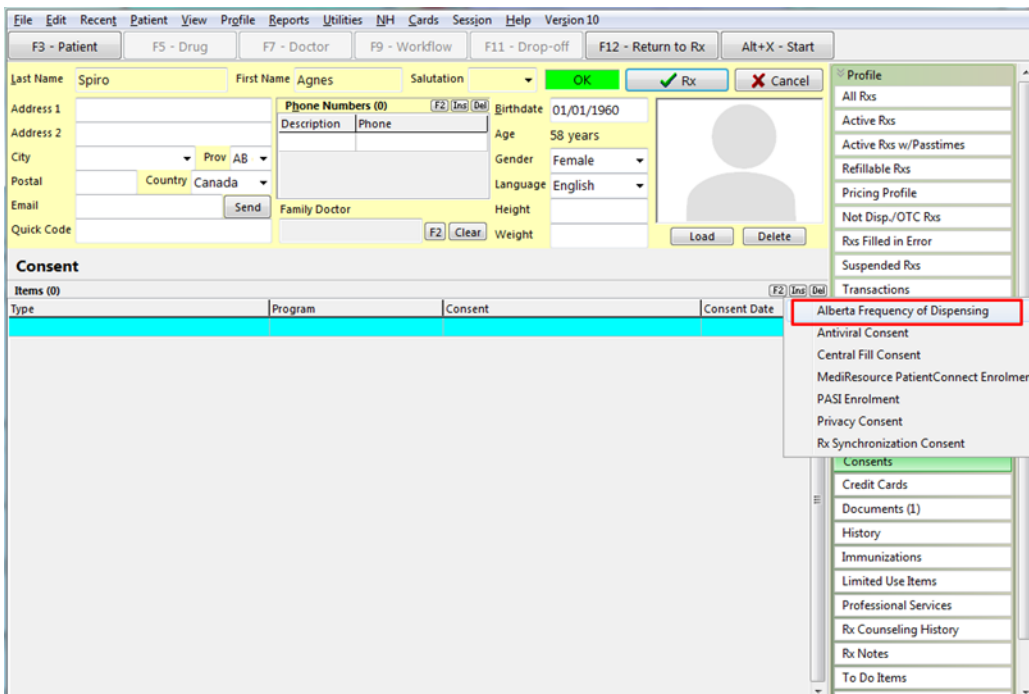 File Edit Recent Patient View Profile Reports Utilities NH Cards Session Help Version 10
F3 - Patient F5 - Drug F7 - Doctor F9 - Workflow F11 - Drop-off F12 - Return to Rx Alt+X - Start
Last Name Spiro First Name Agnes Salutation OK Rx Cancel
Address 1
Address 2
City Prov AB
Postal Country Canada
Email Send
Quick Code
Phone Numbers (0) F2 Ins Del
Description Phone
Family Doctor
F2 Clear
Birthdate 01/01/1960
Age 58 years
Gender Female
Language English
Height
Weight
Load Delete
Consent
Items (0) F2 Ins Del
Type Program Consent Consent Date
Profile
All Rxs
Active Rxs
Active Rxs w/Passtimes
Refillable Rxs
Pricing Profile
Not Disp./OTC Rxs
Rxs Filled in Error
Suspended Rxs
Transactions
Alberta Frequency of Dispensing
Antiviral Consent
Central Fill Consent
MediResource PatientConnect Enrolmen
PASI Enrolment
Privacy Consent
Rx Synchronization Consent
Consents
Credit Cards
Documents (1)
History
Immunizations
Limited Use Items
Professional Services
Rx Counseling History
Rx Notes
To Do Items